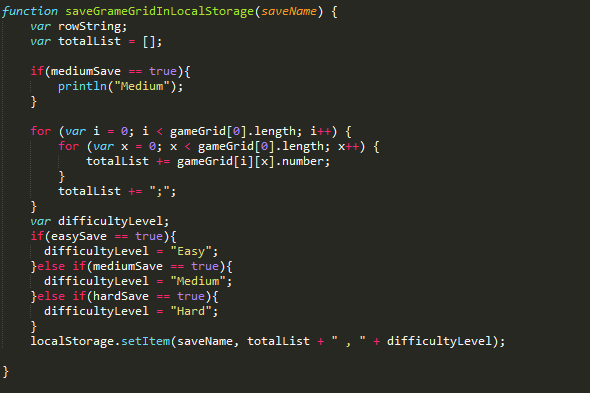 function saveGrameGridInLocalStorage(saveName) {
    var rowString;
    var totalList = [];

    if(mediumSave == true){
        println("Medium");
    }

    for (var i = 0; i < gameGrid[0].length; i++) {
        for (var x = 0; x < gameGrid[0].length; x++) {
            totalList += gameGrid[i][x].number;
        }
        totalList += ";";
    }
    var difficultyLevel;
    if(easySave == true){
      difficultyLevel = "Easy";
    }else if(mediumSave == true){
      difficultyLevel = "Medium";
    }else if(hardSave == true){
      difficultyLevel = "Hard";
    }
    localStorage.setItem(saveName, totalList + " , " + difficultyLevel);

}